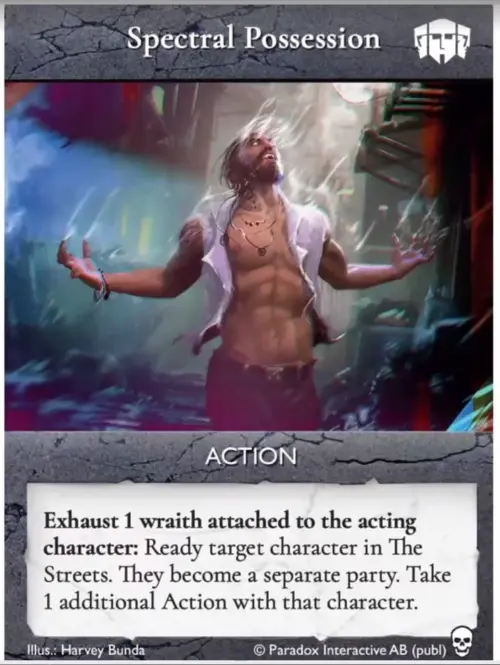 Spectral Possession
ACTION
Exhaust 1 wraith attached to the acting
character: Ready target character in The
Streets. They become a separate party. Take
1 additional Action with that character.
Illus.: Harvey Bunda
© Paradox Interactive AB (publ)